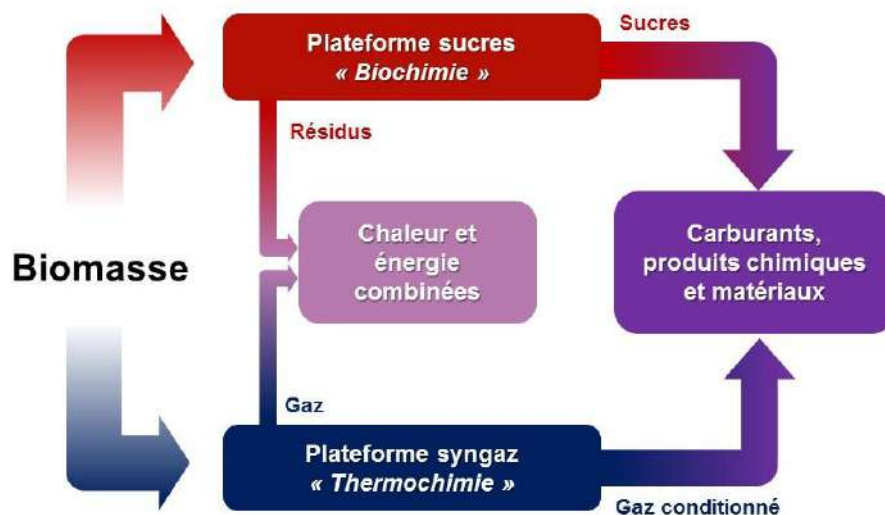 Plateforme sucres
« Biochimie »
Sucres
Résidus
Biomasse
Chaleur et
énergie
combinées
Carburants,
produits chimiques
et matériaux
Gaz
Plateforme syngaz
« Thermochimie »
Gaz conditionné